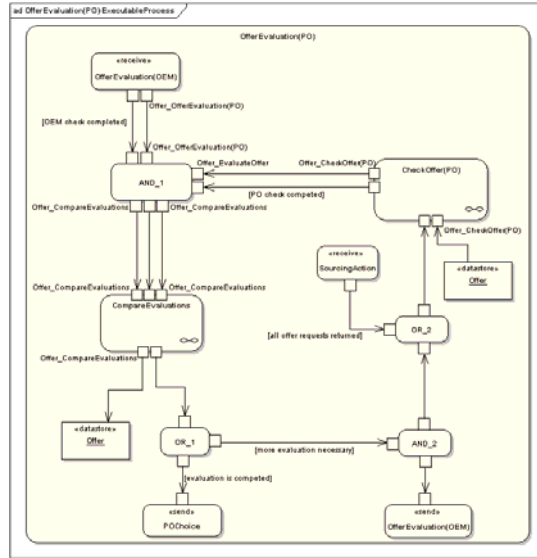 ad OfferEvaluation(PO)-ExecutableProcess
OfferEvaluation(PO)
«receive»
OfferEvaluation(OEM)
Offer_OfferEvaluation(PO)
[OEM check completed]
Offer_OfferEvaluation(PO)
Offer_EvaluateOffer
Offer_CheckOffer(PO)
AND_1
CheckOffer(PO)
[PO check competed]
Offer_CompareEvaluations
Offer_CompareEvaluations
Offer_CheckOffer(PO)
«receive»
SourcingAction
«datastore»
Offer
Offer_CompareEvaluations
Offer_CompareEvaluations
CompareEvaluations
OR_2
[all offer requests returned]
Offer_CompareEvaluations
«datastore»
Offer
OR_1
[more evaluation necessary]
AND_2
[evaluation is competed]
«send»
POChoice
«send»
OfferEvaluation(OEM)